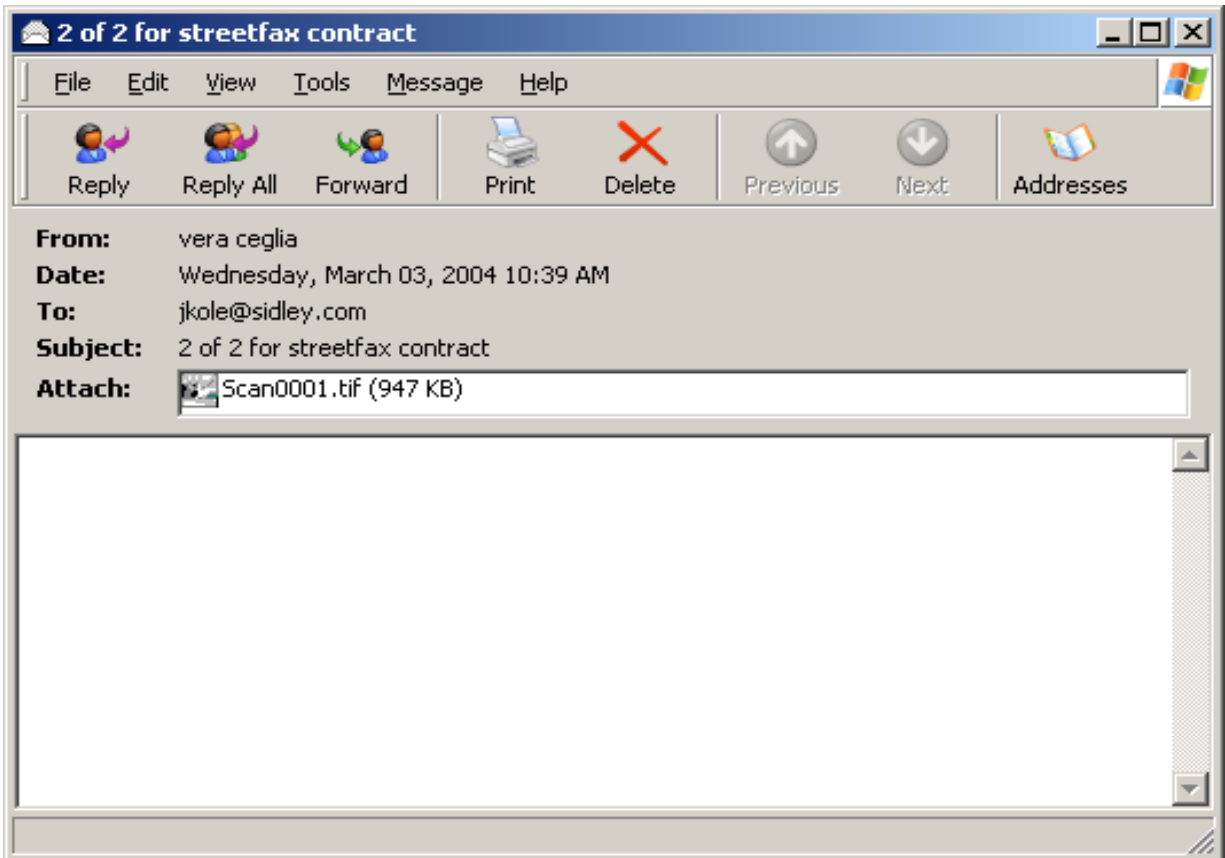 2 of 2 for streetfax contract
File Edit View Tools Message Help
Reply Reply All Forward Print Delete Previous Next Addresses
From: vera ceglia
Date: Wednesday, March 03, 2004 10:39 AM
To: jkole@sidley.com
Subject: 2 of 2 for streetfax contract
Attach: Scan0001.tif (947 KB)